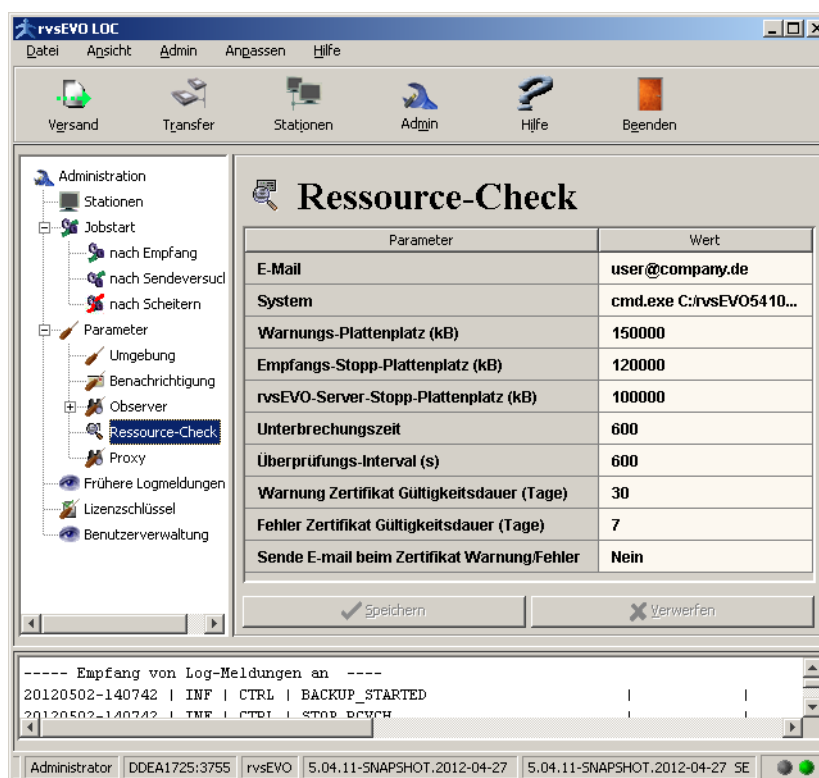 rvsEVO LOC
Datei Ansicht Admin Anpassen Hilfe
Versand Transfer Stationen Admin Hilfe Beenden
Administration
Stationen
Jobstart
nach Empfang
nach Sendeversucl
nach Scheitern
Parameter
Umgebung
Benachrichtigung
Observer
Ressource-Check
Proxy
Frühere Logmeldungen
Lizenzschlüssel
Benutzerverwaltung
Ressource-Check
Parameter Wert
E-Mail user@company.de
System cmd.exe C:/rvsEVO5410...
Warnungs-Plattenplatz (kB) 150000
Empfangs-Stopp-Plattenplatz (kB) 120000
rvsEVO-Server-Stopp-Plattenplatz (kB) 100000
Unterbrechungszeit 600
Überprüfungs-Interval (s) 600
Warnung Zertifikat Gültigkeitsdauer (Tage) 30
Fehler Zertifikat Gültigkeitsdauer (Tage) 7
Sende E-mail beim Zertifikat Warnung/Fehler Nein
Speichern Verwerfen
----- Empfang von Log-Meldungen an ----
20120502-140742 | INF | CTRL | BACKUP_STARTED | |
20120502-140742 | INF | CTRL | STOP_RCVCH | |
Administrator DDEA1725:3755 rvsEVO 5.04.11-SNAPSHOT.2012-04-27 5.04.11-SNAPSHOT.2012-04-27 SE